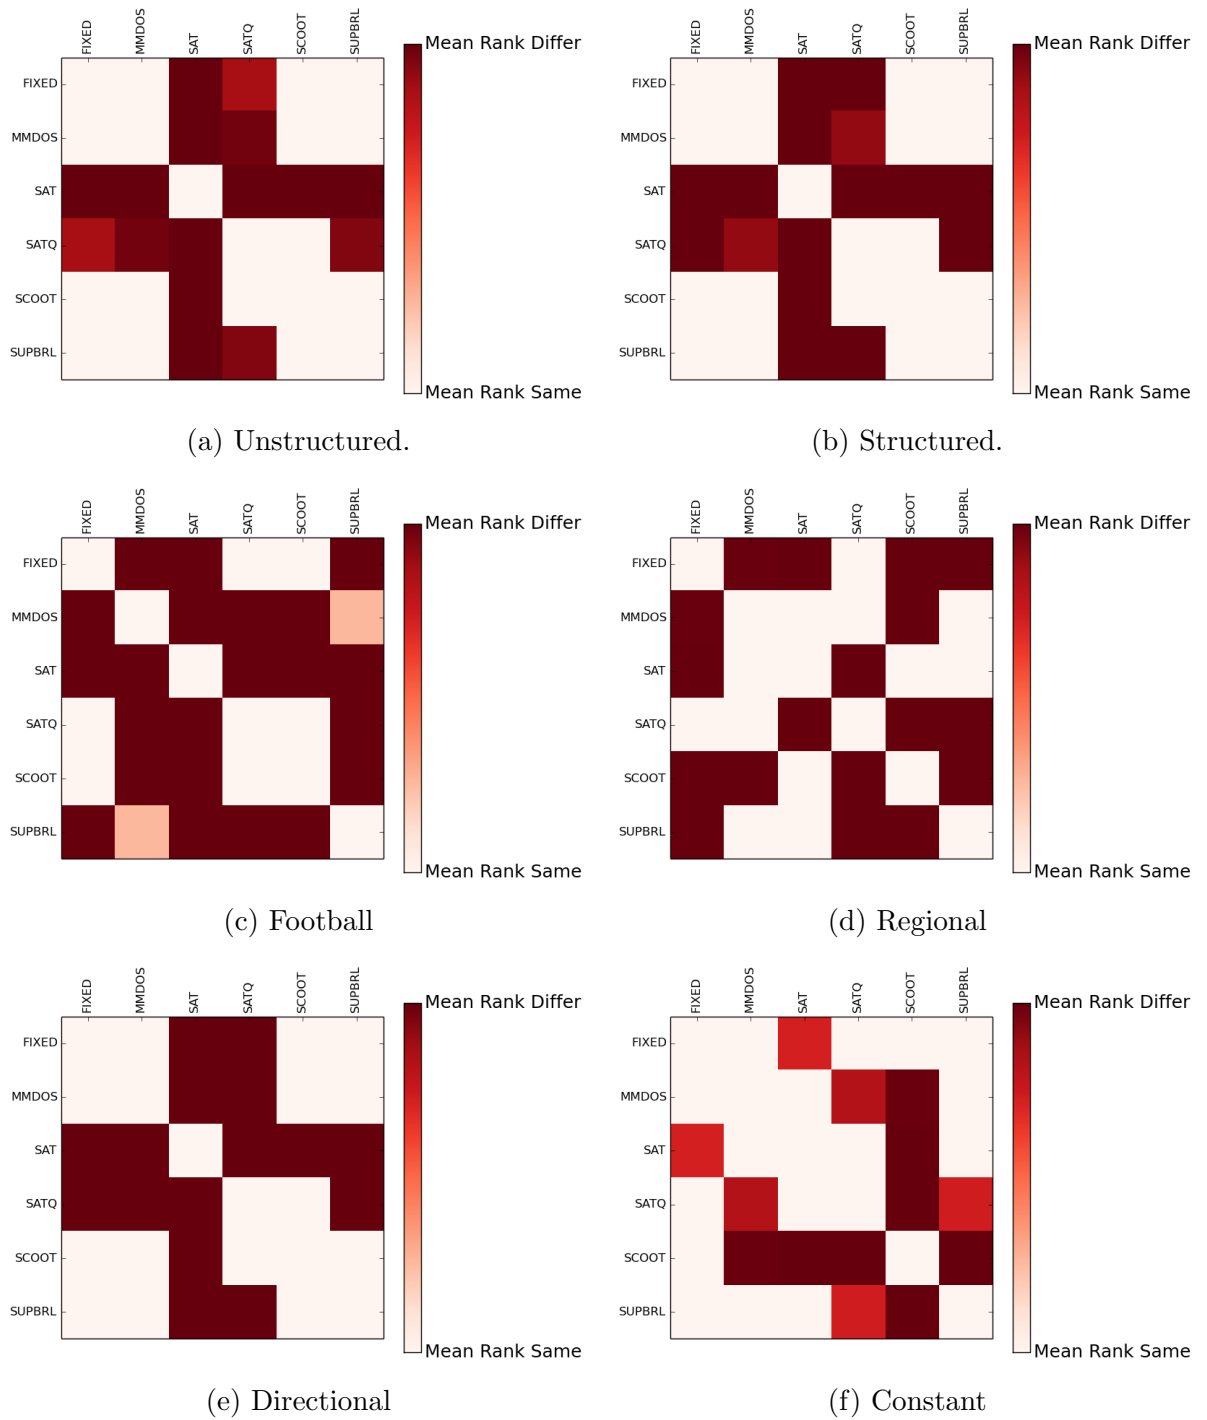 FIXED MMDOS SAT SATQ SCOOT SUPBRL
FIXED
MMDOS
SAT
SATQ
SCOOT
SUPBRL
Mean Rank Differ
Mean Rank Same
(a) Unstructured.
FIXED MMDOS SAT SATQ SCOOT SUPBRL
FIXED
MMDOS
SAT
SATQ
SCOOT
SUPBRL
Mean Rank Differ
Mean Rank Same
(b) Structured.
FIXED MMDOS SAT SATQ SCOOT SUPBRL
FIXED
MMDOS
SAT
SATQ
SCOOT
SUPBRL
Mean Rank Differ
Mean Rank Same
(c) Football
FIXED MMDOS SAT SATQ SCOOT SUPBRL
FIXED
MMDOS
SAT
SATQ
SCOOT
SUPBRL
Mean Rank Differ
Mean Rank Same
(d) Regional
FIXED MMDOS SAT SATQ SCOOT SUPBRL
FIXED
MMDOS
SAT
SATQ
SCOOT
SUPBRL
Mean Rank Differ
Mean Rank Same
(e) Directional
FIXED MMDOS SAT SATQ SCOOT SUPBRL
FIXED
MMDOS
SAT
SATQ
SCOOT
SUPBRL
Mean Rank Differ
Mean Rank Same
(f) Constant